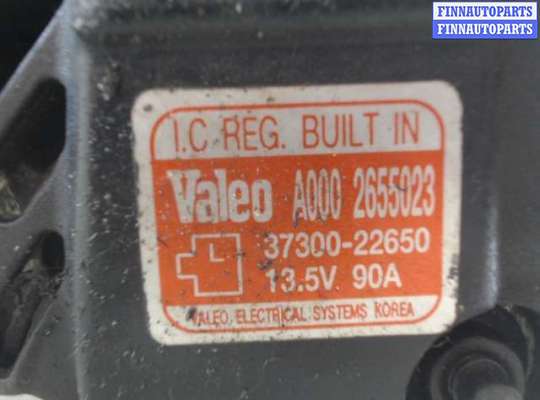 FINNAUTOPARTS
FINNAUTOPARTS
I.C REG. BUILT IN
Valeo A000 2655023
37300-22650
13.5V 90A
VALEO ELECTRICAL SYSTEMS KOREA